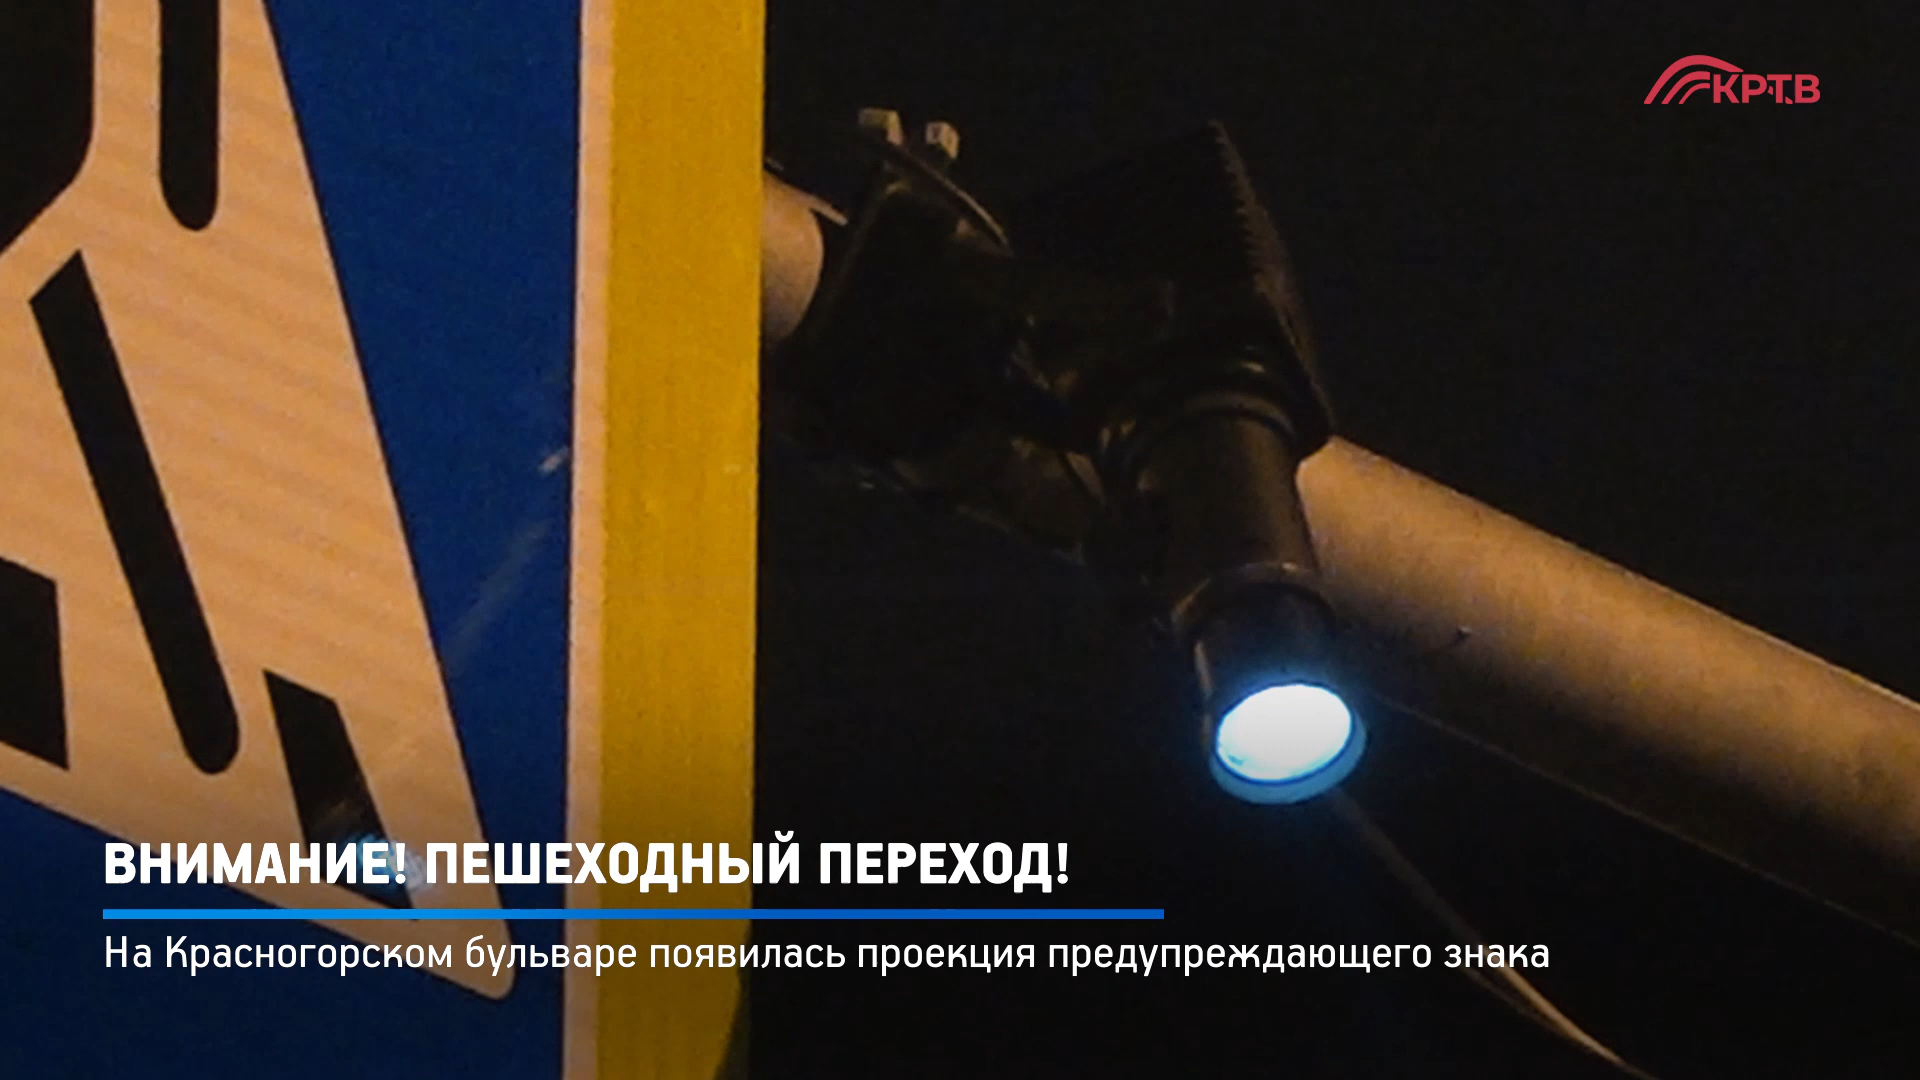 КРТВ
ВНИМАНИЕ! ПЕШЕХОДНЫЙ ПЕРЕХОД!
На Красногорском бульваре появилась проекция предупреждающего знака